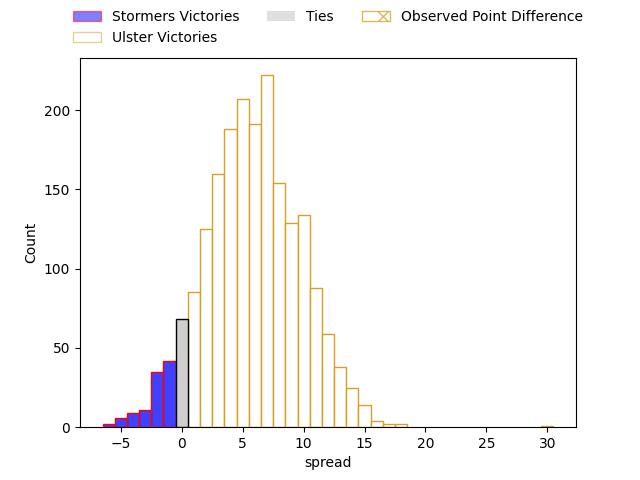 Stormers Victories
Ties
Observed Point Difference
Ulster Victories
Count
200
150
100
50
0
−5
0
5
10
15
20
25
30
spread